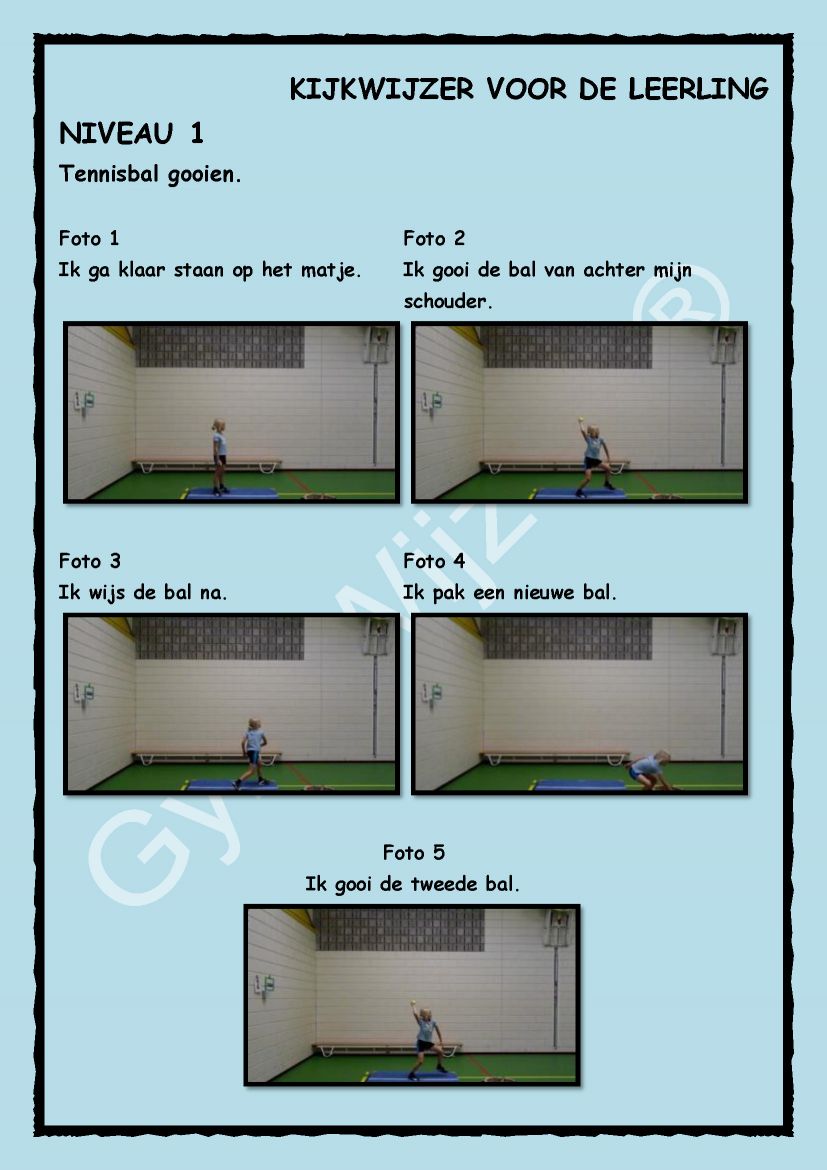 KIJKWIJZER VOOR DE LEERLING
NIVEAU 1
Tennisbal gooien.
Foto 1
Ik ga klaar staan op het matje.
Foto 2
Ik gooi de bal van achter mijn
schouder.
Foto 3
Ik wijs de bal na.
Foto 4
Ik pak een nieuwe bal.
Foto 5
Ik gooi de tweede bal.